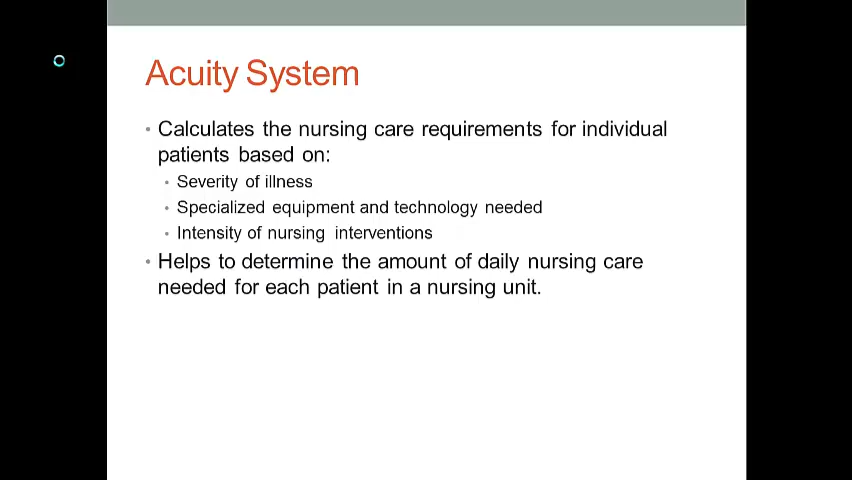 Acuity System
• Calculates the nursing care requirements for individual
patients based on:
• Severity of illness
• Specialized equipment and technology needed
• Intensity of nursing interventions
• Helps to determine the amount of daily nursing care
needed for each patient in a nursing unit.